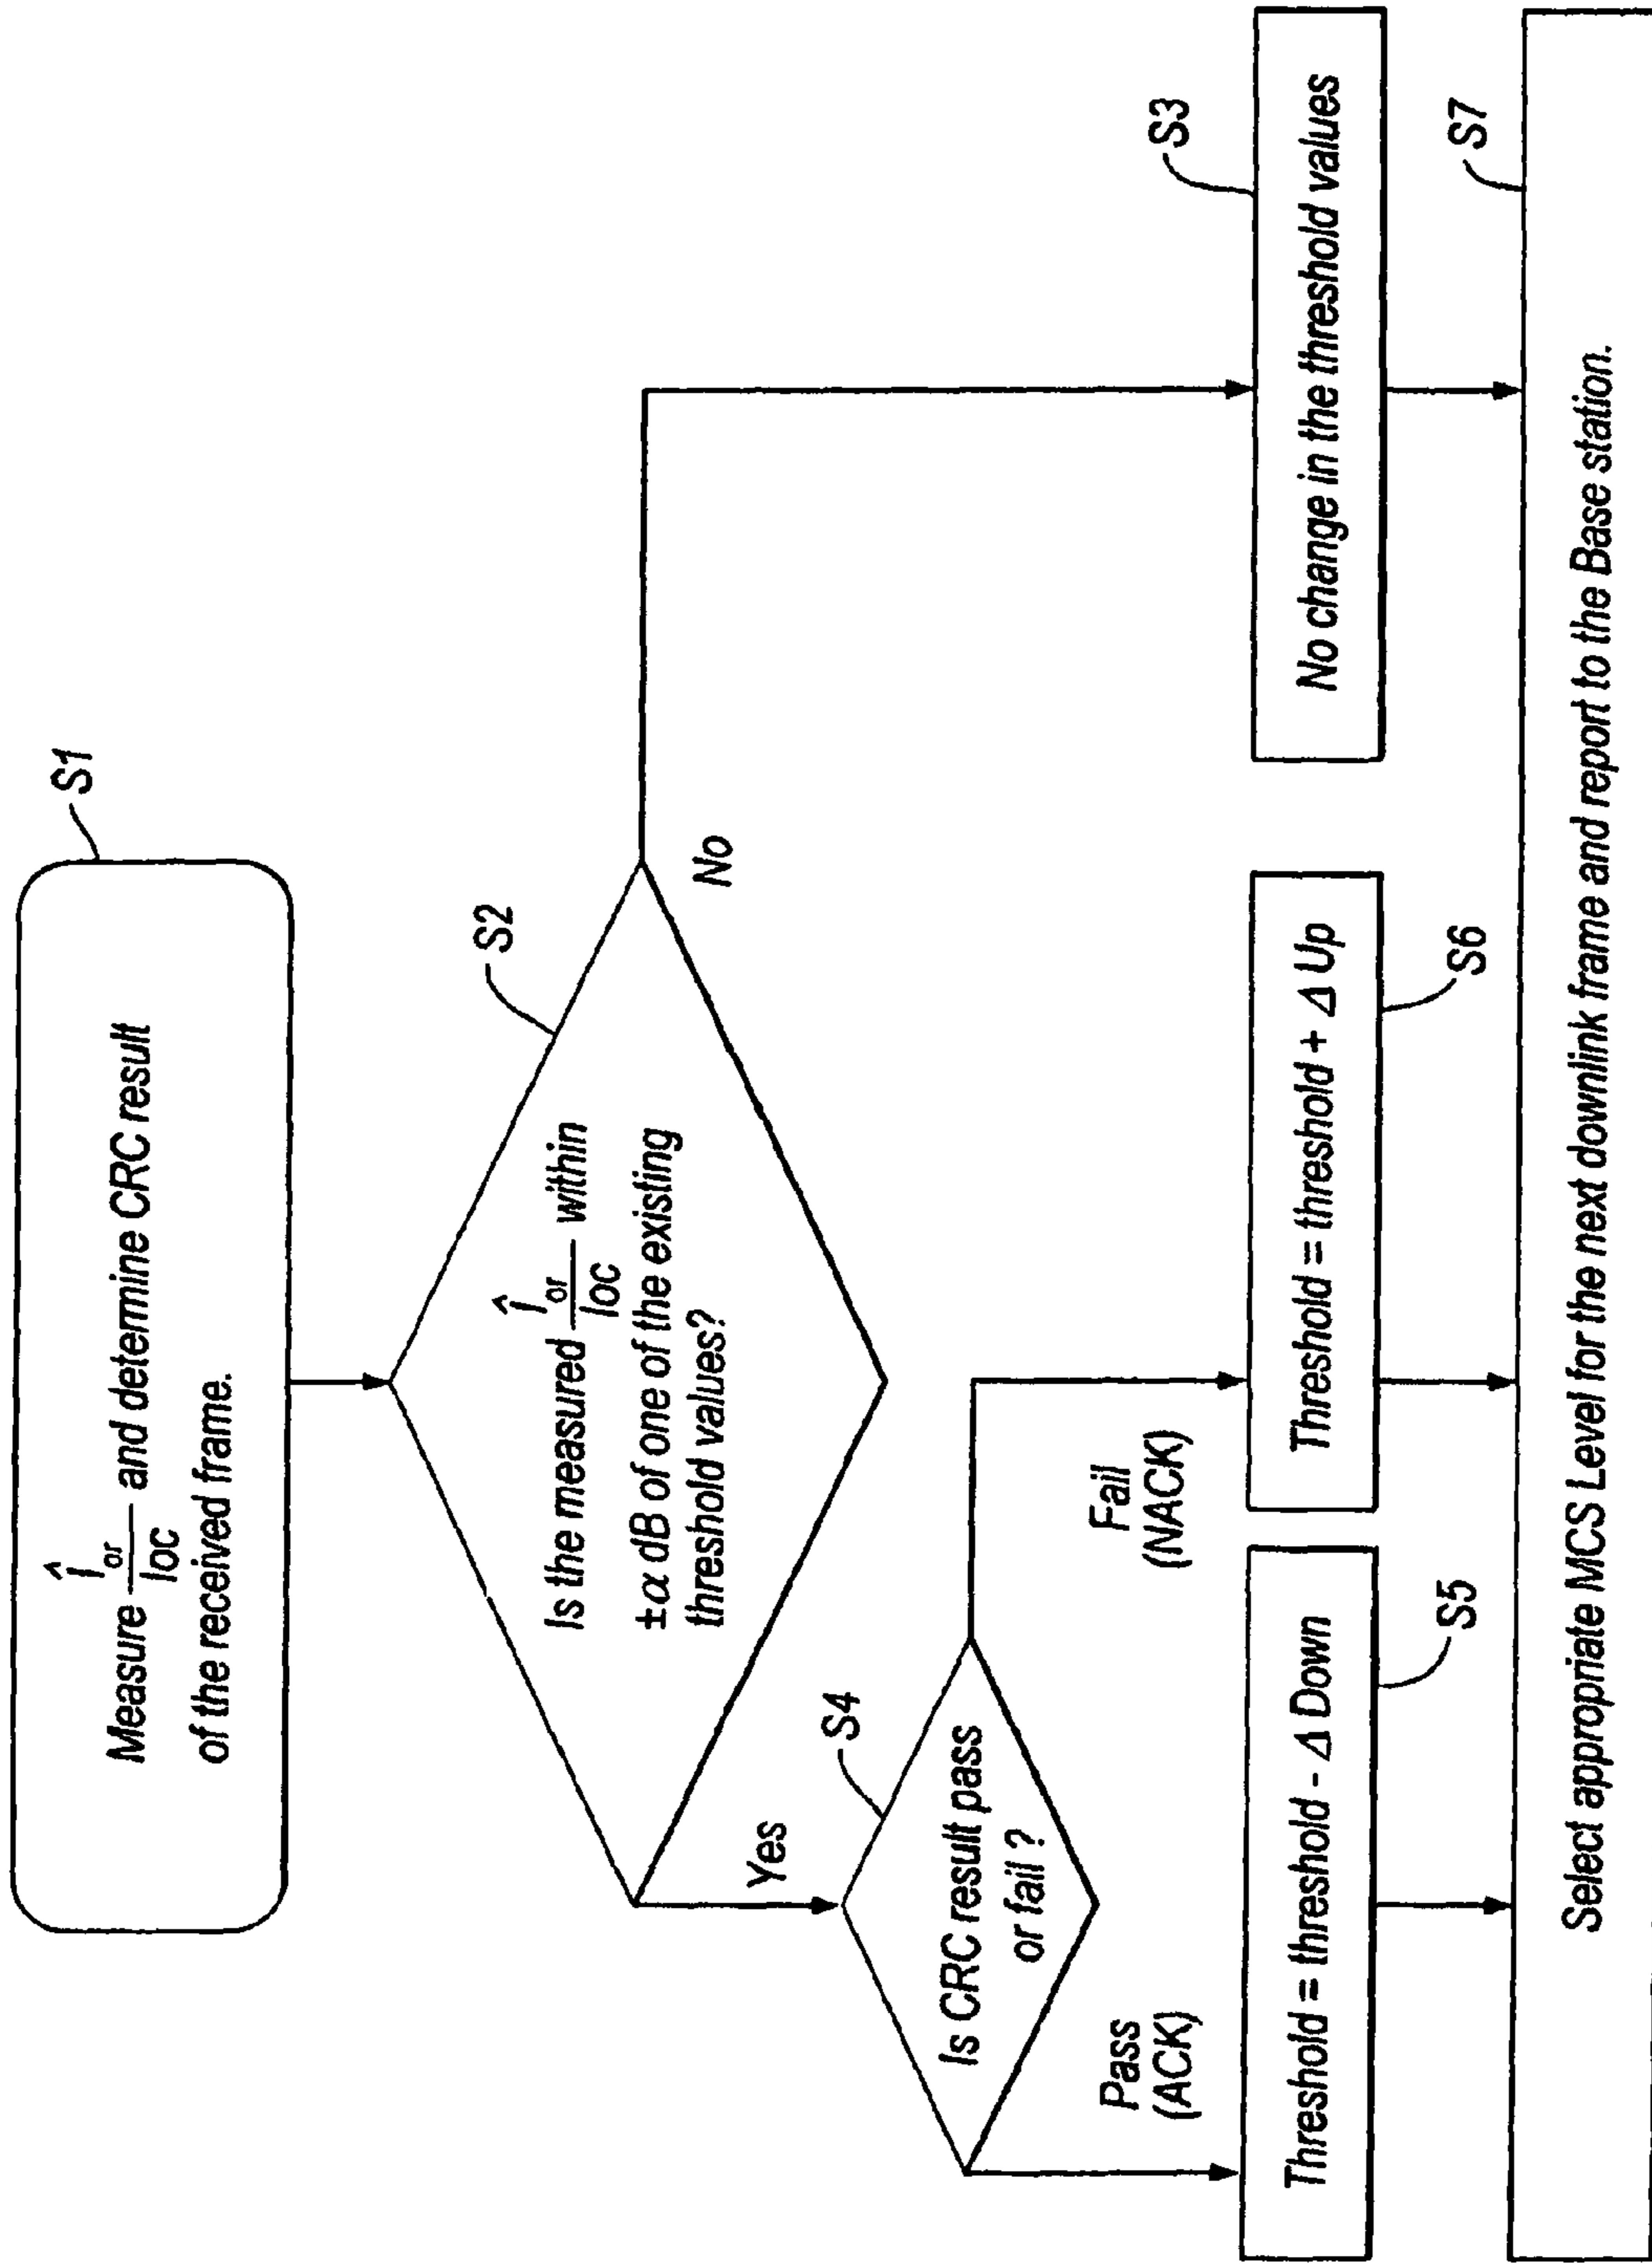 S1
Measure Î or / Ioc and determine CRC result
of the received frame.
S2
Is the measured Î or / Ioc within
±α dB of one of the existing
threshold values?
No
Yes
S4
Is CRC result pass
or fail ?
Pass
(ACK)
Fail
(NACK)
S3
Threshold = threshold - Δ Down
Threshold = threshold + Δ Up
No change in the threshold values
S5
S6
S7
Select appropriate MCS Level for the next downlink frame and report to the Base station.